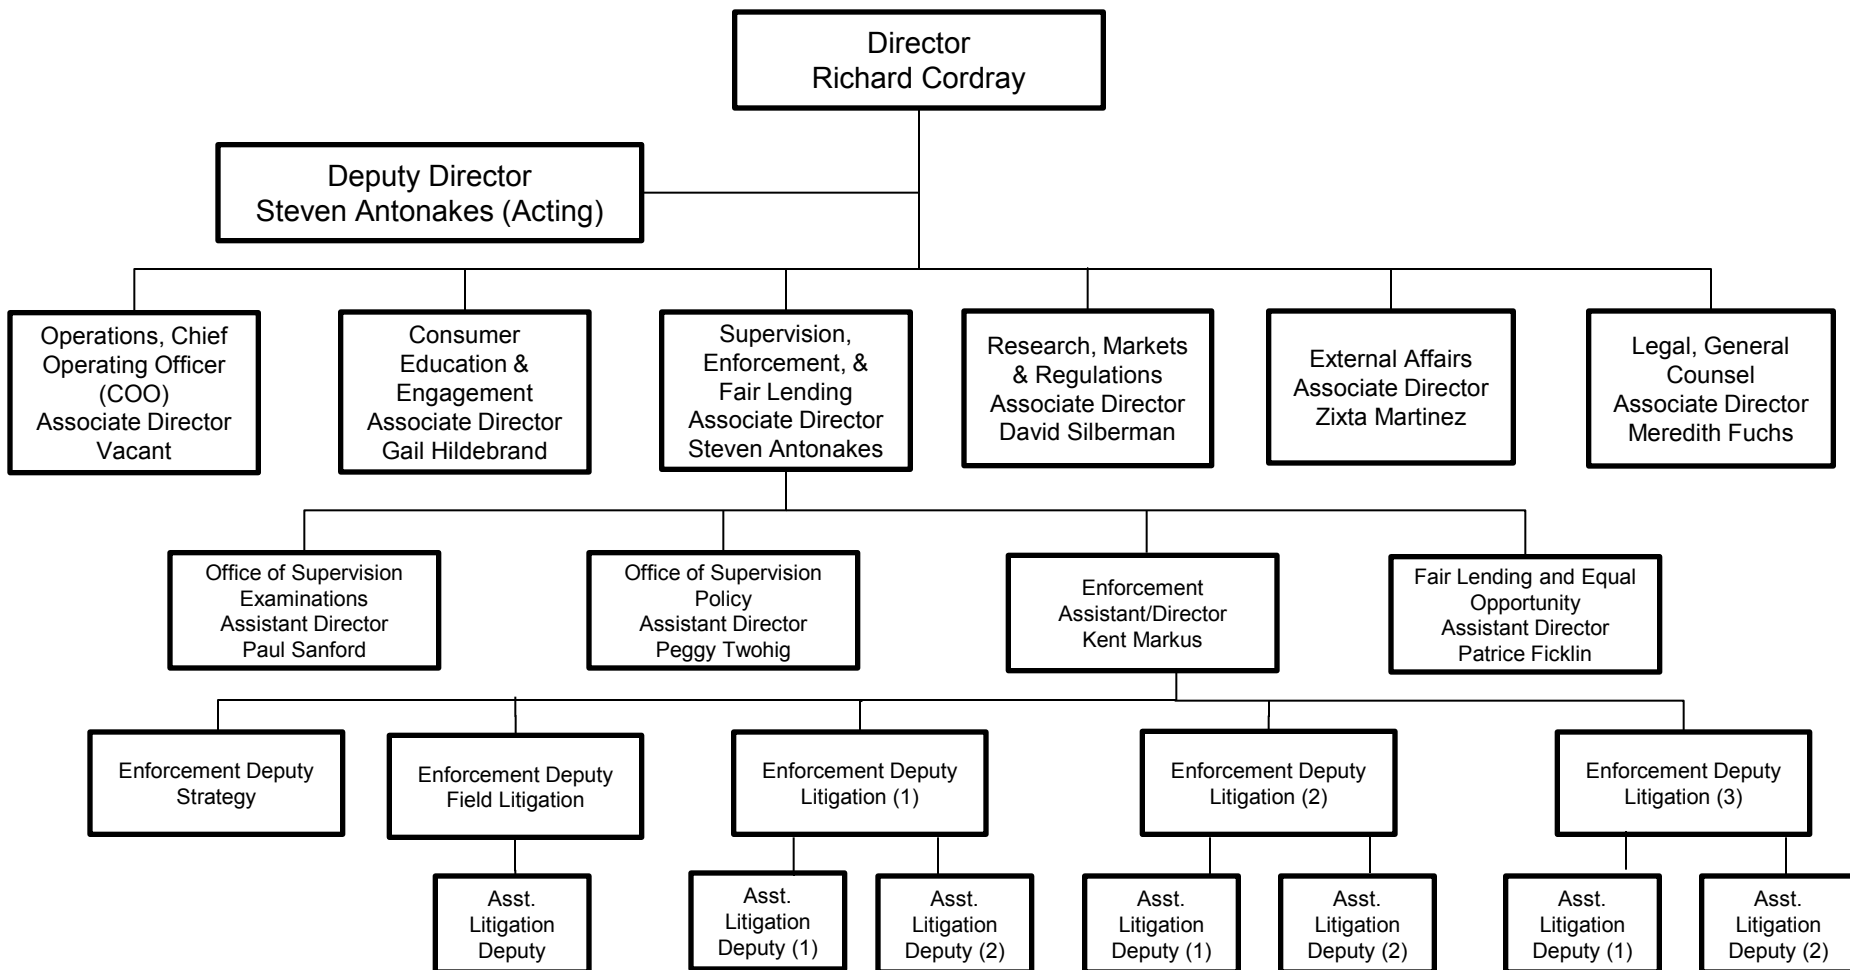 Director
Richard Cordray
Deputy Director
Steven Antonakes (Acting)
Operations, Chief
Operating Officer
(COO)
Associate Director
Vacant
Consumer
Education &
Engagement
Associate Director
Gail Hildebrand
Supervision,
Enforcement, &
Fair Lending
Associate Director
Steven Antonakes
Research, Markets
& Regulations
Associate Director
David Silberman
External Affairs
Associate Director
Zixta Martinez
Legal, General
Counsel
Associate Director
Meredith Fuchs
Office of Supervision
Examinations
Assistant Director
Paul Sanford
Office of Supervision
Policy
Assistant Director
Peggy Twohig
Enforcement
Assistant/Director
Kent Markus
Fair Lending and Equal
Opportunity
Assistant Director
Patrice Ficklin
Enforcement Deputy
Strategy
Enforcement Deputy
Field Litigation
Enforcement Deputy
Litigation (1)
Enforcement Deputy
Litigation (2)
Enforcement Deputy
Litigation (3)
Asst.
Litigation
Deputy
Asst.
Litigation
Deputy (1)
Asst.
Litigation
Deputy (2)
Asst.
Litigation
Deputy (1)
Asst.
Litigation
Deputy (2)
Asst.
Litigation
Deputy (1)
Asst.
Litigation
Deputy (2)